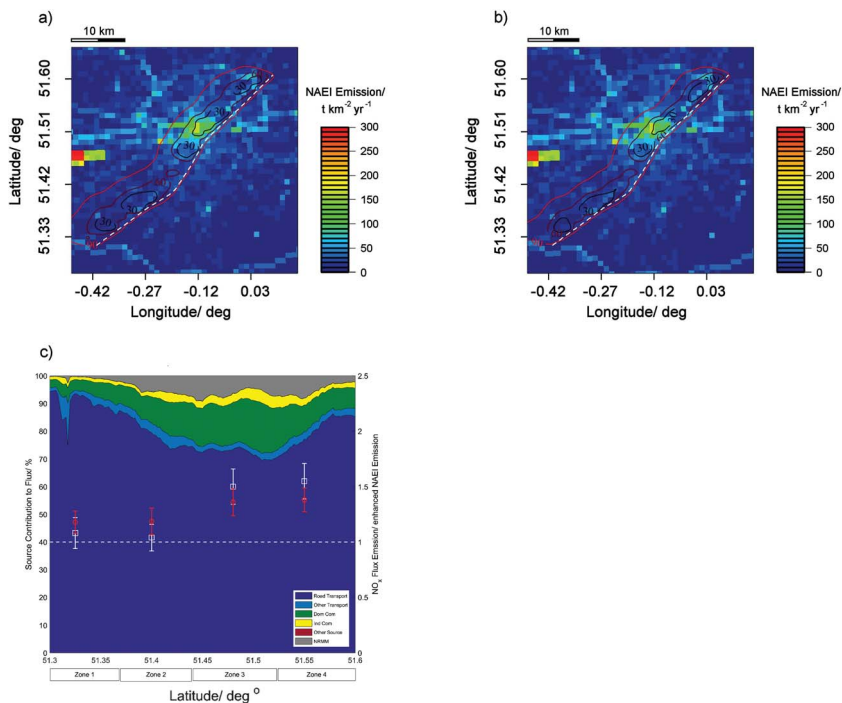 a)
10 km
NAEI Emission/
t km⁻² yr⁻¹
51.60
51.51
51.42
51.33
Latitude/ deg
30
30
30
30
30
300
250
200
150
100
50
0
-0.42
-0.27
-0.12
0.03
Longitude/ deg
b)
10 km
NAEI Emission/
t km⁻² yr⁻¹
51.60
51.51
51.42
51.33
Latitude/ deg
30
30
300
250
200
150
100
50
0
-0.42
-0.27
-0.12
0.03
Longitude/ deg
c)
100
90
80
70
60
50
40
30
20
10
0
Source Contribution to Flux/ %
2.5
2
1.5
1
0.5
0
NOₓ Flux Emission/ enhanced NAEI Emission
Road Transport
Other Transport
Dom Com
Ind Com
Other Source
NRMM
51.3
51.35
51.4
51.45
51.5
51.55
51.6
Zone 1
Zone 2
Zone 3
Zone 4
Latitude/ deg °